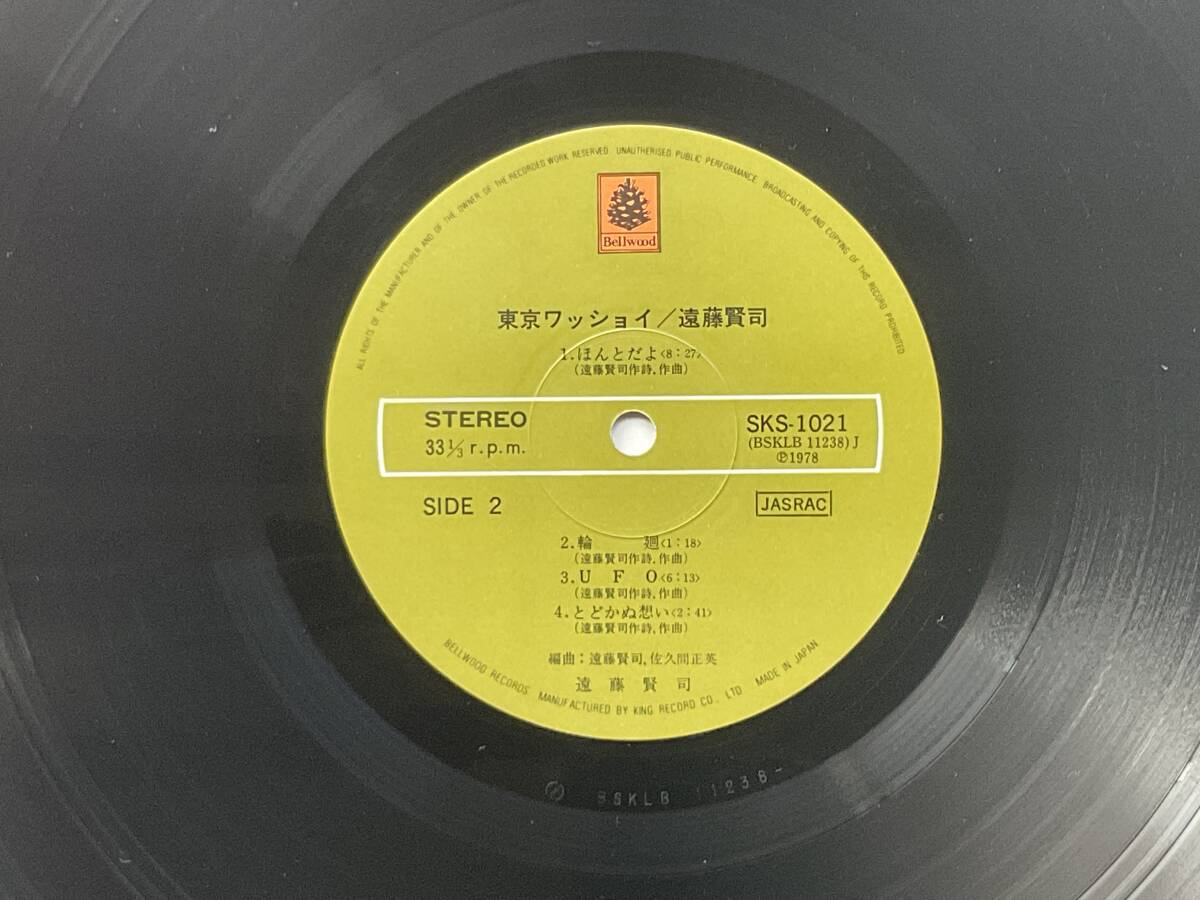 ALL RIGHTS OF THE MANUFACTURER AND OF THE OWNER OF THE RECORDED WORK RESERVED. UNAUTHORISED PUBLIC PERFORMANCE BROADCASTING AND COPYING OF THIS RECORD PROHIBITED
Bellwood
東京ワッショイ/遠藤賢司
1.ほんとだよ<8:27>
(遠藤賢司作詩,作曲)
STEREO
33 1/3 r.p.m.
SKS-1021
(BSKLB 11238) J
Ⓟ1978
SIDE 2
JASRAC
2.輪 廻<1:18>
(遠藤賢司作詩,作曲)
3.U F O<6:13>
(遠藤賢司作詩,作曲)
4.とどかぬ想い<2:41>
(遠藤賢司作詩,作曲)
編曲:遠藤賢司,佐久間正英
遠藤賢司
BELLWOOD RECORDS. MANUFACTURED BY KING RECORD CO., LTD. MADE IN JAPAN
BSKLB 11238-